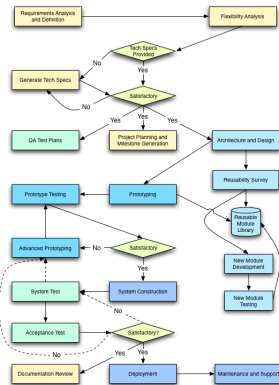 Requirements Analysis
and Definition
Flexibility Analysis
Tech Specs
Provided
No
Yes
Generate Tech Specs
Satisfactory
No
Yes
Yes
Yes
QA Test Plans
Project Planning and
Milestone Generation
Architecture and Design
Reusability Survey
Prototype Testing
Prototyping
Reusable
Module
Library
Advanced Prototyping
No
Satisfactory
New Module
Development
Yes
System Test
System Construction
New Module
Testing
No
Acceptance Test
Satisfactory?
No
Yes
Yes
Documentation Review
Deployment
Maintenance and Support